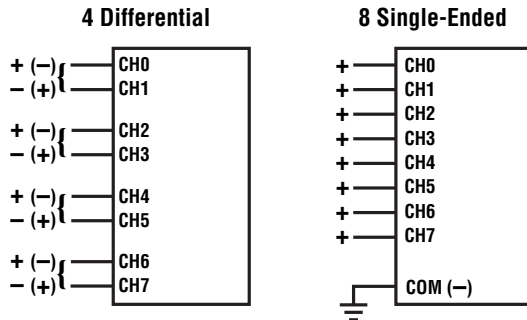 4 Differential
+ (−) CH0
− (+) CH1
+ (−) CH2
− (+) CH3
+ (−) CH4
− (+) CH5
+ (−) CH6
− (+) CH7
8 Single-Ended
+ CH0
+ CH1
+ CH2
+ CH3
+ CH4
+ CH5
+ CH6
+ CH7
COM (−)